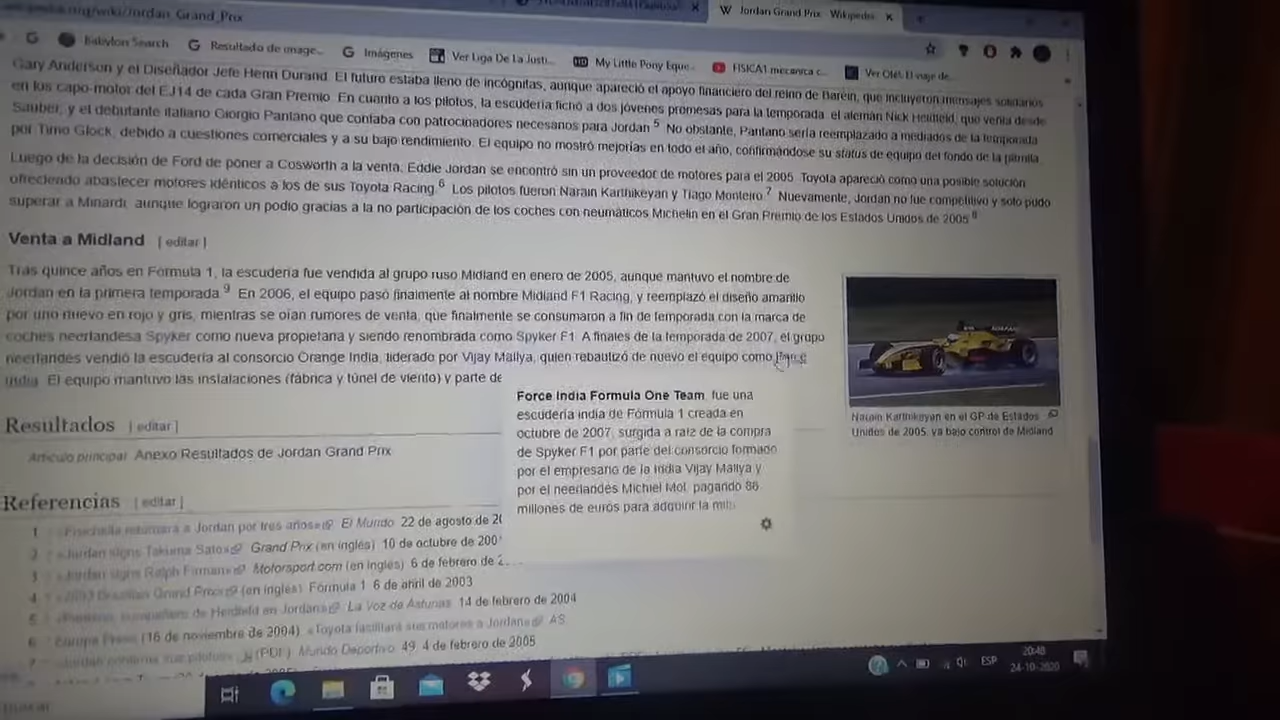 wiki/Jordan_Grand_Prix
Jordan Grand Prix - Wikipedia
Babylon Search
Resultado de image...
Imágenes
Ver Liga De La Justi...
My Little Pony Eque...
FISICA1 mecanica c...
Ver Ole!. El viaje de...
Gary Anderson y el Diseñador Jefe Henri Durand. El futuro estaba lleno de incógnitas, aunque apareció el apoyo financiero del reino de Baréin, que incluyeron mensajes solidarios
en los capo-motor del EJ14 de cada Gran Premio. En cuanto a los pilotos, la escudería fichó a dos jóvenes promesas para la temporada: el alemán Nick Heidfeld, que venía desde
Sauber, y el debutante italiano Giorgio Pantano que contaba con patrocinadores necesarios para Jordan.5 No obstante, Pantano sería reemplazado a mediados de la temporada
por Timo Glock, debido a cuestiones comerciales y a su bajo rendimiento. El equipo no mostró mejorías en todo el año, confirmándose su status de equipo del fondo de la parrilla.
Luego de la decisión de Ford de poner a Cosworth a la venta, Eddie Jordan se encontró sin un proveedor de motores para el 2005. Toyota apareció como una posible solución
ofreciendo abastecer motores idénticos a los de sus Toyota Racing.6 Los pilotos fueron Narain Karthikeyan y Tiago Monteiro.7 Nuevamente, Jordan no fue competitivo y solo pudo
superar a Minardi, aunque lograron un podio gracias a la no participación de los coches con neumáticos Michelin en el Gran Premio de los Estados Unidos de 2005.8
Venta a Midland [ editar ]
Tras quince años en Fórmula 1, la escudería fue vendida al grupo ruso Midland en enero de 2005, aunque mantuvo el nombre de
Jordan en la primera temporada.9 En 2006, el equipo pasó finalmente al nombre Midland F1 Racing, y reemplazó el diseño amarillo
por uno nuevo en rojo y gris, mientras se oían rumores de venta, que finalmente se consumaron a fin de temporada con la marca de
coches neerlandesa Spyker como nueva propietaria y siendo renombrada como Spyker F1. A finales de la temporada de 2007, el grupo
neerlandés vendió la escudería al consorcio Orange India, liderado por Vijay Mallya, quien rebautizó de nuevo el equipo como Force
India. El equipo mantuvo las instalaciones (fábrica y túnel de viento) y parte de
Narain Karthikeyan en el GP de Estados
Unidos de 2005, ya bajo control de Midland
Force India Formula One Team, fue una
escudería india de Fórmula 1 creada en
octubre de 2007, surgida a raíz de la compra
de Spyker F1 por parte del consorcio formado
por el empresario de la India Vijay Mallya y
por el neerlandés Michiel Mol, pagando 88
millones de euros para adquirir la mit
Resultados [ editar ]
Artículo principal: Anexo:Resultados de Jordan Grand Prix
Referencias [ editar ]
1. «Fisichella retornará a Jordan por tres años». El Mundo. 22 de agosto de 20
2. «Jordan signs Takuma Sato». Grand Prix (en inglés). 10 de octubre de 200
3. «Jordan signs Ralph Firman». Motorsport.com (en inglés). 6 de febrero de 2
4. «2003 Brazilian Grand Prix» (en inglés). Fórmula 1. 6 de abril de 2003
5. compañero de Heidfeld en Jordan». La Voz de Asturias. 14 de febrero de 2004
6. Europa Press (16 de noviembre de 2004). «Toyota facilitará sus motores a Jordan». AS.
7. «Jordan confirma sus pilotos» (PDF). Mundo Deportivo: 49. 4 de febrero de 2005
ESP
20:48
24-10-2020